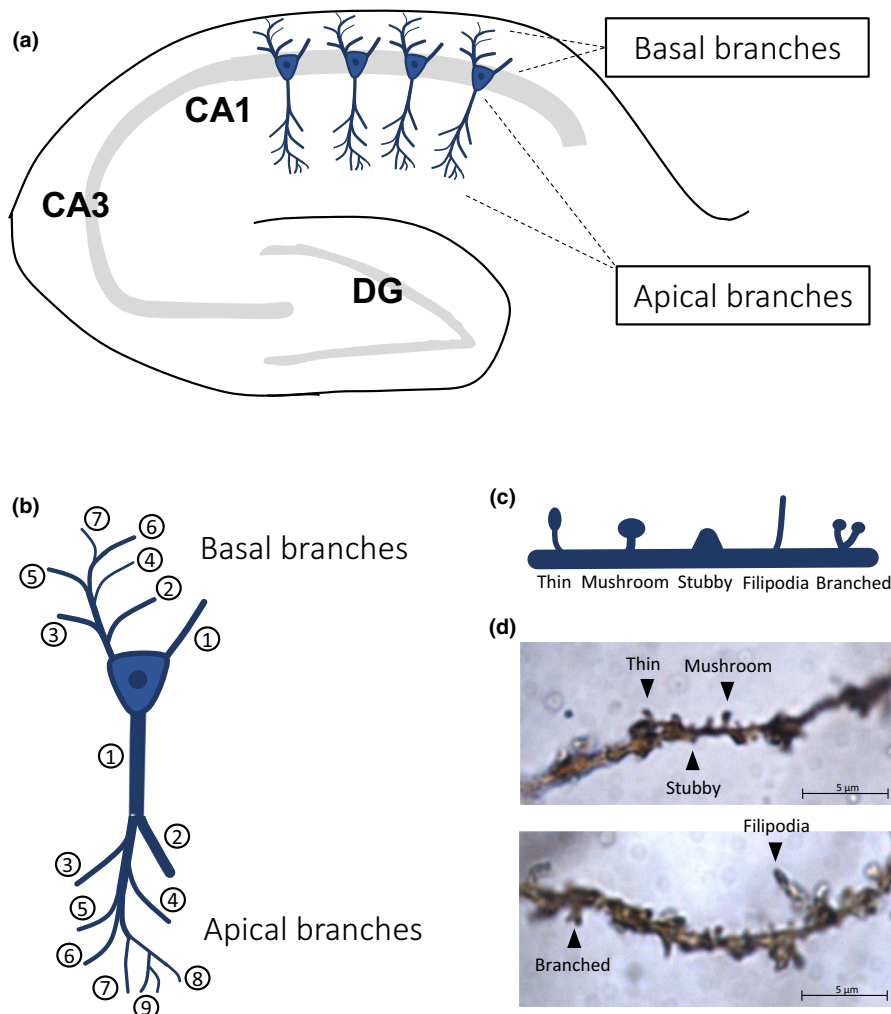 (a)
Basal branches
CA1
CA3
DG
Apical branches
(b)
⑦
⑥
Basal branches
④
⑤
②
③
①
①
②
③
④
⑤
Apical branches
⑥
⑧
⑦
⑨
(c)
Thin Mushroom Stubby Filipodia Branched
(d)
Thin Mushroom
Stubby
5 µm
Filipodia
Branched
5 µm